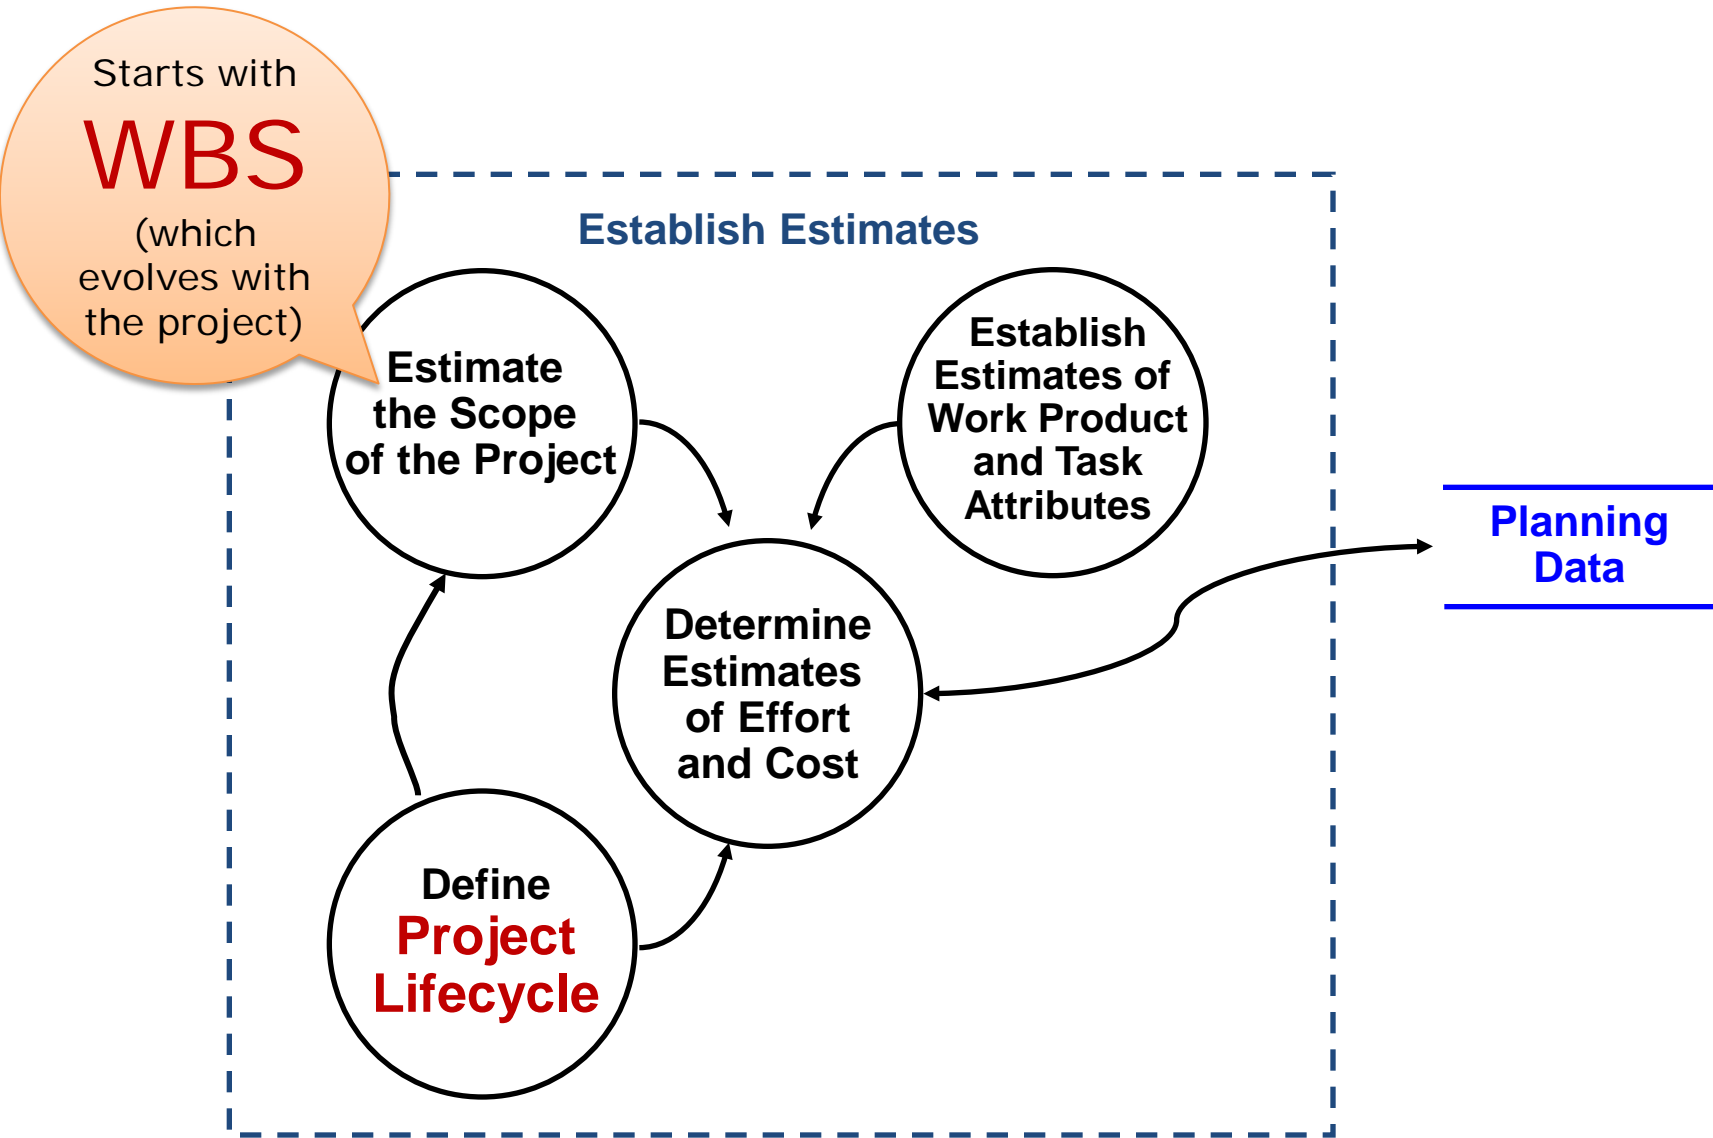 Starts with
WBS
(which
evolves with
the project)
Establish Estimates
Estimate
the Scope
of the Project
Establish
Estimates of
Work Product
and Task
Attributes
Planning
Data
Determine
Estimates
of Effort
and Cost
Define
Project
Lifecycle